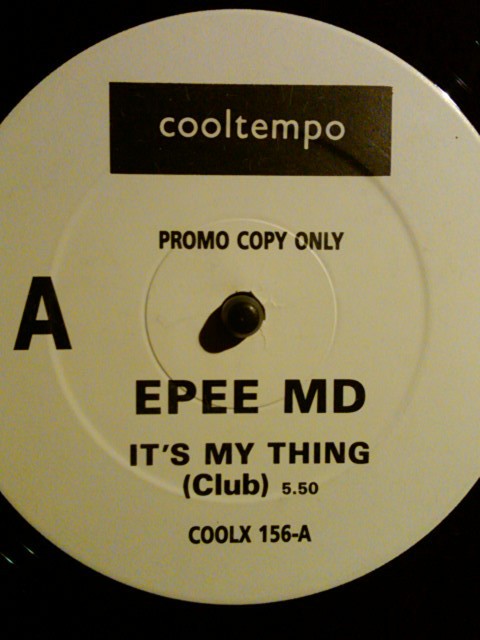 cooltempo
PROMO COPY ONLY
A
EPEE MD
IT'S MY THING
(Club) 5.50
COOLX 156-A